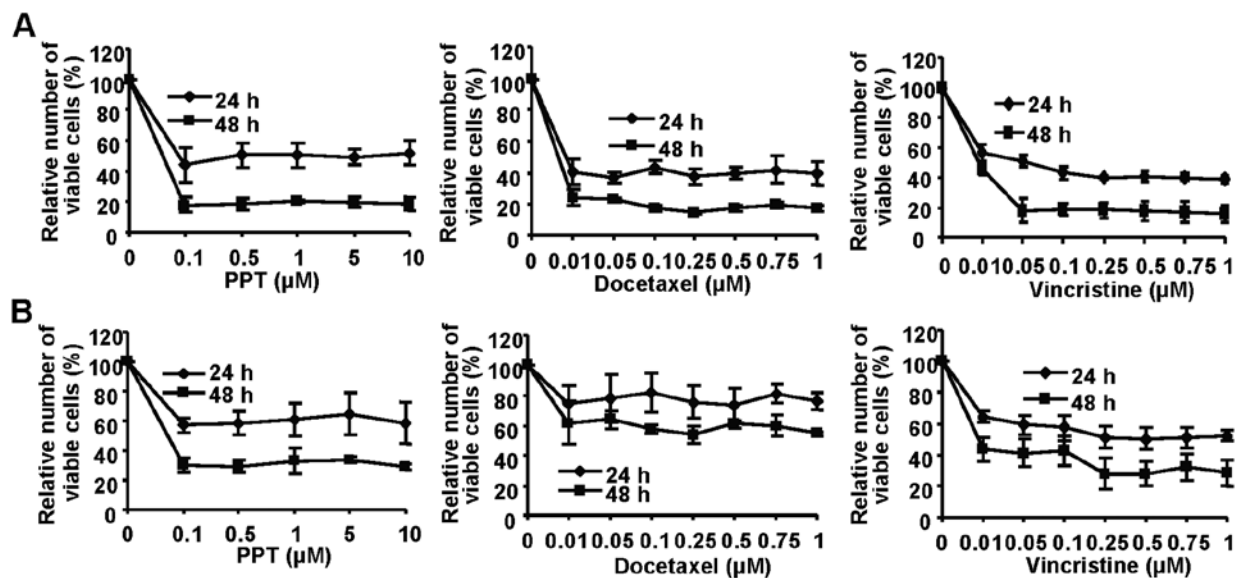 A
Relative number of
viable cells (%)
120
100
80
60
40
20
0
24 h
48 h
0 0.1 0.5 1 5 10
PPT (µM)
Relative number of
viable cells (%)
120
100
80
60
40
20
0
24 h
48 h
0 0.01 0.05 0.10 0.25 0.5 0.75 1
Docetaxel (µM)
Relative number of
viable cells (%)
120
100
80
60
40
20
0
24 h
48 h
0 0.01 0.05 0.1 0.25 0.5 0.75 1
Vincristine (µM)
B
Relative number of
viable cells (%)
120
100
80
60
40
20
0
24 h
48 h
0 0.1 0.5 1 5 10
PPT (µM)
Relative number of
viable cells (%)
120
100
80
60
40
20
0
24 h
48 h
0 0.01 0.05 0.1 0.25 0.5 0.75 1
Docetaxel (µM)
Relative number of
viable cells (%)
120
100
80
60
40
20
0
24 h
48 h
0 0.01 0.05 0.1 0.25 0.5 0.75 1
Vincristine (µM)